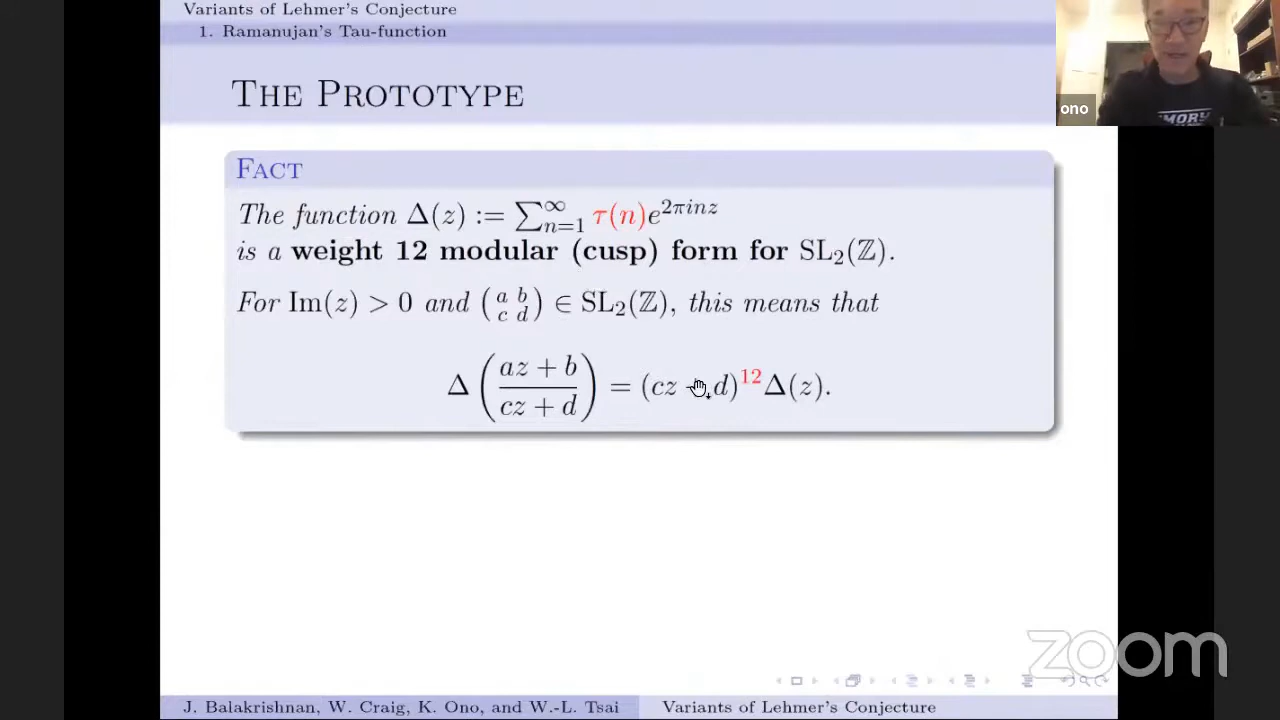 Variants of Lehmer's Conjecture
1. Ramanujan's Tau-function
The Prototype
ono
Fact
The function Δ(z) := ∑_{n=1}^{∞} τ(n)e^{2πinz}
is a weight 12 modular (cusp) form for SL₂(ℤ).
For Im(z) > 0 and (a b c d) ∈ SL₂(ℤ), this means that
Δ((az + b)/(cz + d)) = (cz + d)^{12} Δ(z).
zoom
J. Balakrishnan, W. Craig, K. Ono, and W.-L. Tsai
Variants of Lehmer's Conjecture